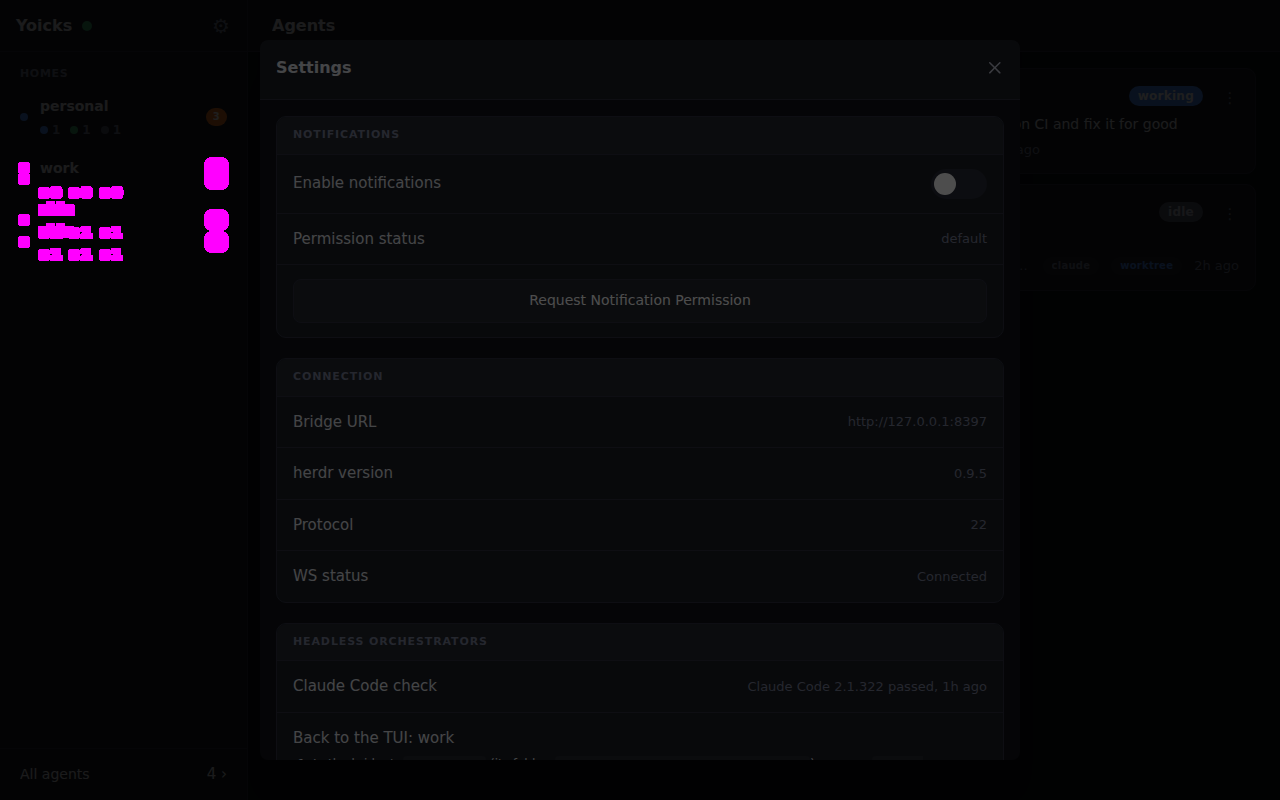 Yoicks
Agents
HOMES
personal
3
1 1 1
work
All agents
4 ›
Settings
NOTIFICATIONS
Enable notifications
Permission status
default
Request Notification Permission
CONNECTION
Bridge URL
http://127.0.0.1:8397
herdr version
0.9.5
Protocol
22
WS status
Connected
HEADLESS ORCHESTRATORS
Claude Code check
Claude Code 2.1.322 passed, 1h ago
Back to the TUI: work
working
n CI and fix it for good
ago
idle
claude
worktree
2h ago